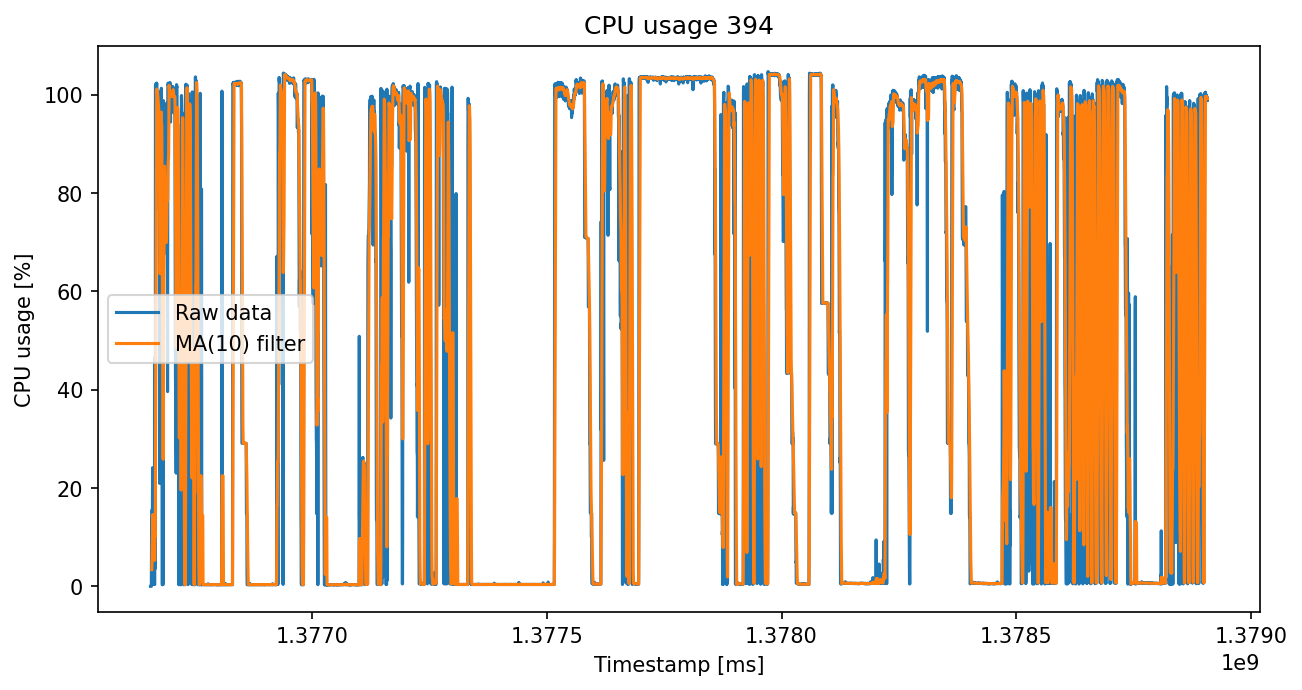 CPU usage 394
CPU usage [%]
100
80
60
40
20
0
Raw data
MA(10) filter
1.3770
1.3775
1.3780
1.3785
1.3790
1e9
Timestamp [ms]